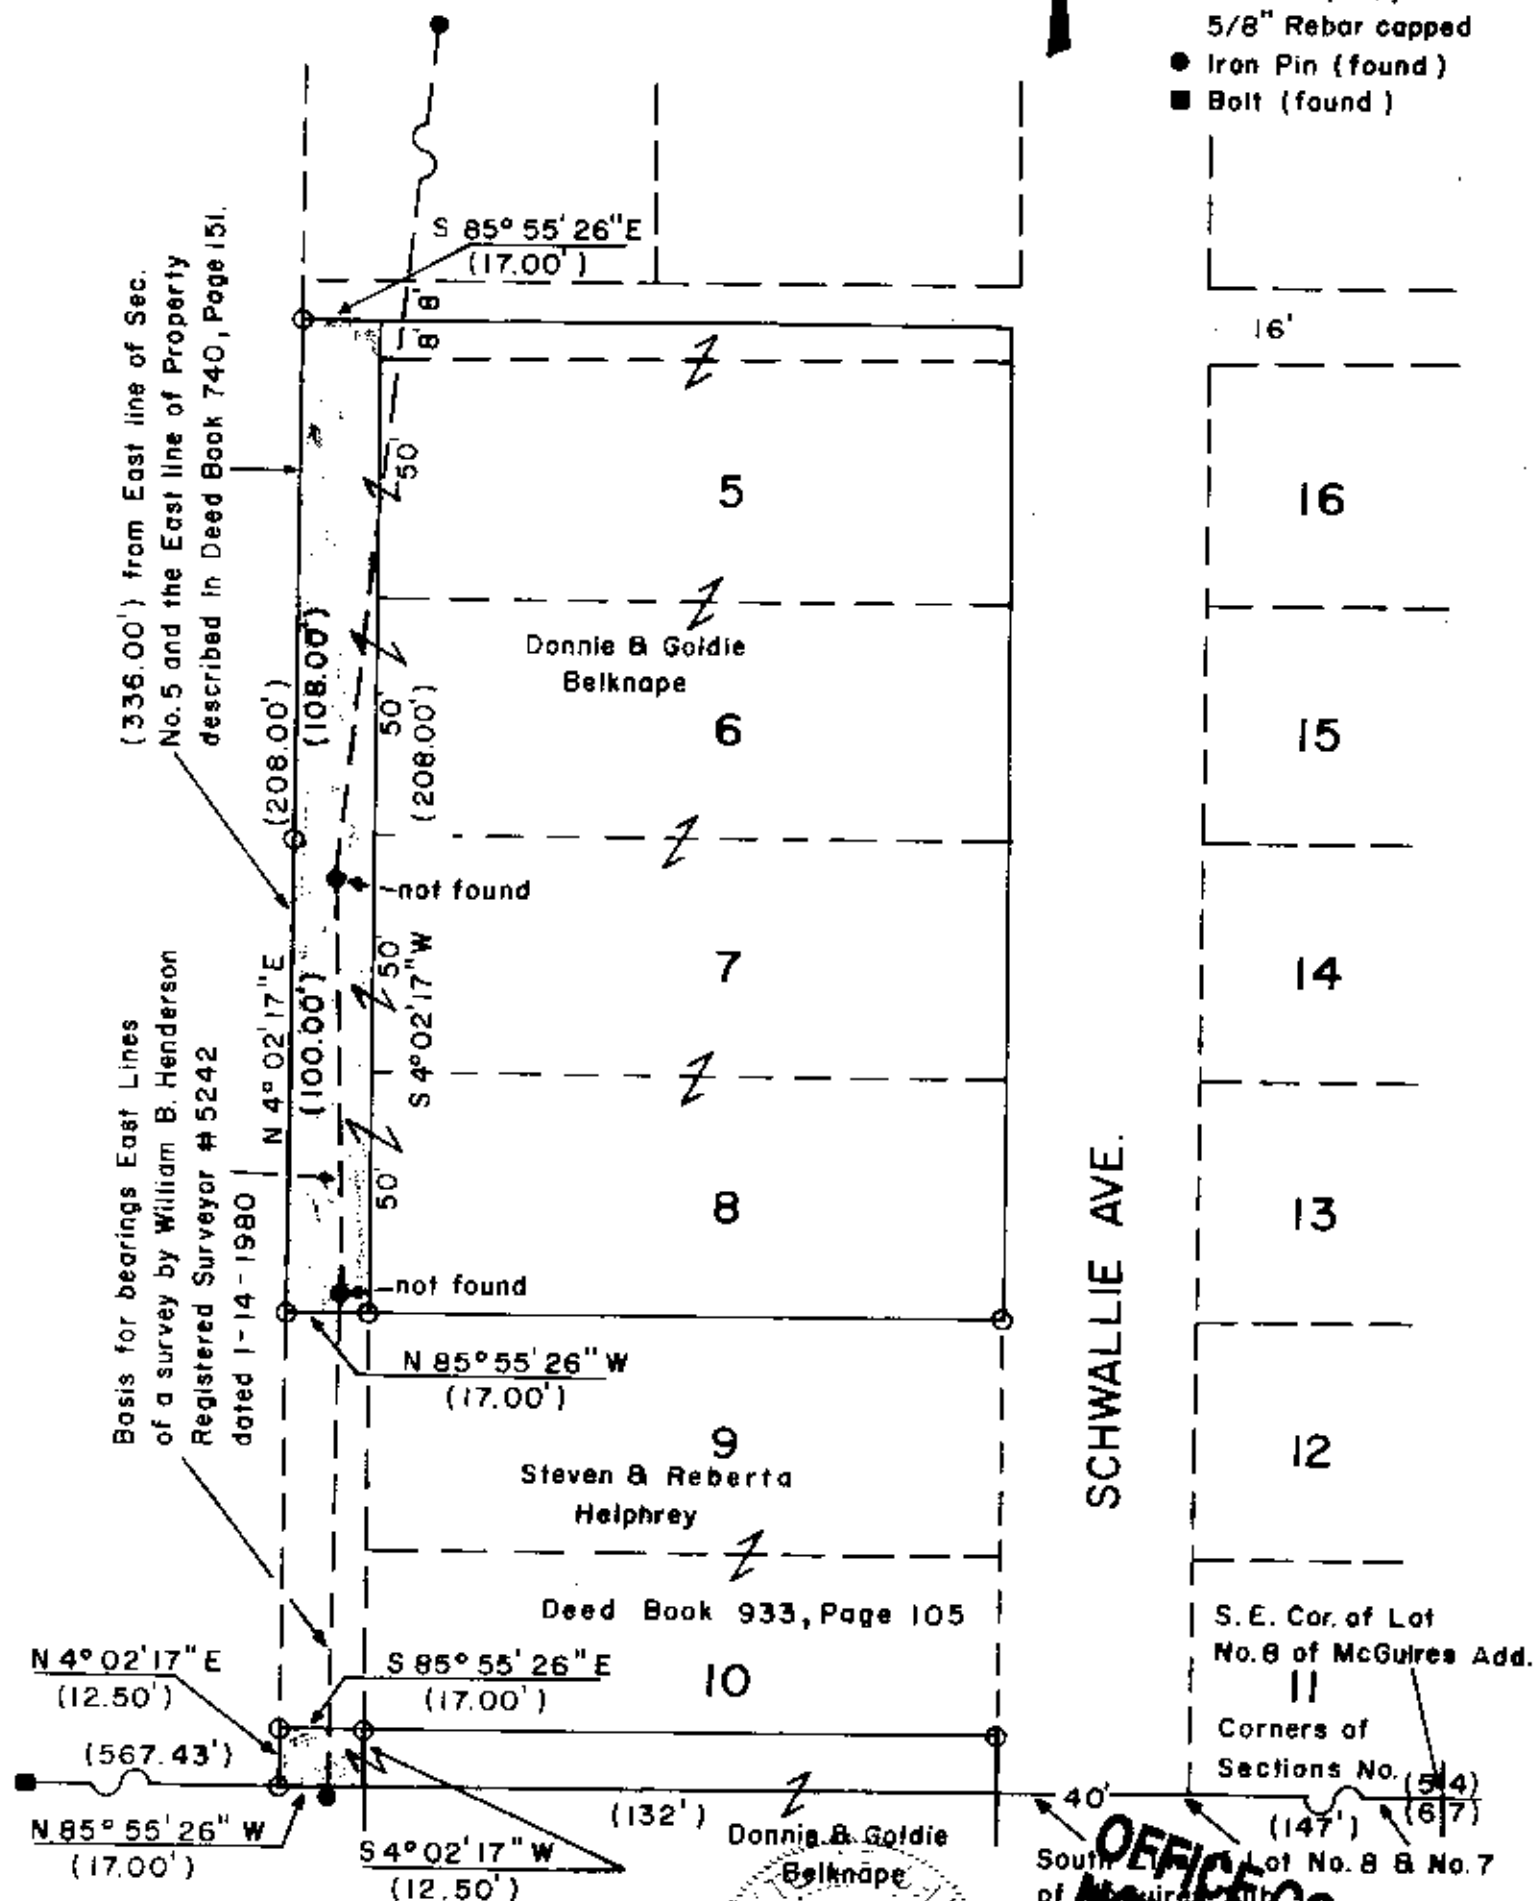 5/8" Rebar capped
● Iron Pin (found)
■ Bolt (found)
S 85° 55' 26" E
(17.00')
8'
8'
16'
(336.00') from East line of Sec.
No. 5 and the East line of Property
described in Deed Book 740, Page 151.
50'
5
16
(208.00')
(108.00')
Donnie & Goldie
Belknape
50'
(208.00')
6
15
not found
N 4° 02' 17" E
(100.00')
50'
S 4° 02' 17" W
7
14
Basis for bearings East Lines
of a survey by William B. Henderson
Registered Surveyor #5242
dated 1-14-1980
50'
8
13
not found
N 85° 55' 26" W
(17.00')
SCHWALLIE AVE.
9
Steven & Reberta
Helphrey
12
Deed Book 933, Page 105
S.E. Cor. of Lot
No. 8 of McGuires Add.
N 4° 02' 17" E
(12.50')
S 85° 55' 26" E
(17.00')
10
11
Corners of
Sections No. (5 4)
(6 7)
(567.43')
(132')
40'
(147')
N 85° 55' 26" W
(17.00')
S 4° 02' 17" W
(12.50')
Donnie & Goldie
Belknape
South Lot No. 8 & No. 7
of
OFFICE